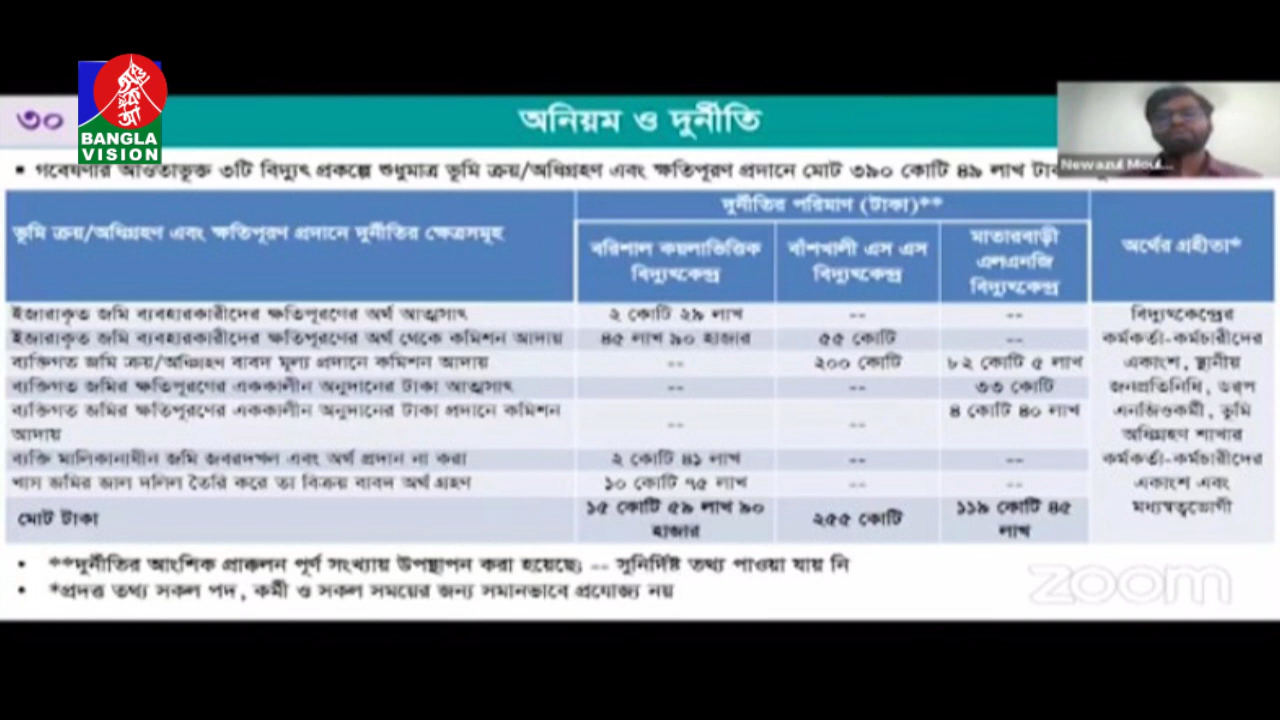 ৩০
অনিয়ম ও দুর্নীতি
BANGLA
VISION
Newazul Moul...
▪ গবেষণার আওতাভুক্ত ৩টি বিদ্যুৎ প্রকল্পে শুধুমাত্র ভূমি ক্রয়/অধিগ্রহণ এবং ক্ষতিপূরণ প্রদানে মোট ৩৯০ কোটি ৪৯ লাখ
ভূমি ক্রয়/অধিগ্রহণ এবং ক্ষতিপূরণ প্রদানে দুর্নীতির ক্ষেত্রসমূহ
দুর্নীতির পরিমাণ (টাকা)**
বরিশাল কয়লাভিত্তিক
বিদ্যুৎকেন্দ্র
বাঁশখালী এস এস
বিদ্যুৎকেন্দ্র
মাতারবাড়ী
এলএনজি
বিদ্যুৎকেন্দ্র
অর্থের গ্রহীতা*
ইজারাকৃত জমি ব্যবহারকারীদের ক্ষতিপূরণের অর্থ আত্মসাৎ
২ কোটি ২৯ লাখ
--
--
ইজারাকৃত জমি ব্যবহারকারীদের ক্ষতিপূরণের অর্থ থেকে কমিশন আদায়
৪৫ লাখ ৯০ হাজার
৫৫ কোটি
--
ব্যক্তিগত জমি ক্রয়/অধিগ্রহণ বাবদ মূল্য প্রদানে কমিশন আদায়
--
২০০ কোটি
৮২ কোটি ৫ লাখ
ব্যক্তিগত জমির ক্ষতিপূরণের এককালীন অনুদানের টাকা আত্মসাৎ
--
--
৩৩ কোটি
ব্যক্তিগত জমির ক্ষতিপূরণের এককালীন অনুদানের টাকা প্রদানে কমিশন
আদায়
--
--
৪ কোটি ৪০ লাখ
ব্যক্তি মালিকানাধীন জমি জবরদখল এবং অর্থ প্রদান না করা
২ কোটি ৪১ লাখ
--
--
খাস জমির জাল দলিল তৈরি করে তা বিক্রয় বাবদ অর্থ গ্রহণ
১০ কোটি ৭৫ লাখ
--
--
মোট টাকা
১৫ কোটি ৫৯ লাখ ৯০
হাজার
২৫৫ কোটি
১১৯ কোটি ৪৫
লাখ
বিদ্যুৎকেন্দ্রের
কর্মকর্তা-কর্মচারীদের
একাংশ, স্থানীয়
জনপ্রতিনিধি, ডরপ
এনজিওকর্মী, ভূমি
অধিগ্রহণ শাখার
কর্মকর্তা-কর্মচারীদের
একাংশ এবং
মধ্যস্বত্বভোগী
• **দুর্নীতির আংশিক প্রাক্কলন পূর্ণ সংখ্যায় উপস্থাপন করা হয়েছে; -- সুনির্দিষ্ট তথ্য পাওয়া যায় নি
• *প্রদত্ত তথ্য সকল পদ, কর্মী ও সকল সময়ের জন্য সমানভাবে প্রযোজ্য নয়
zoom